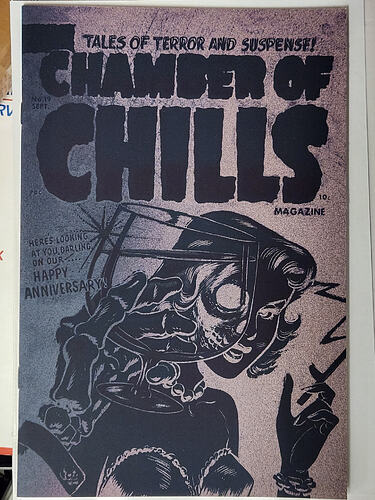 TALES OF TERROR AND SUSPENSE!
CHAMBER OF
CHILLS
NO. 19
SEPT.
10¢
MAGAZINE
HERE'S LOOKING
AT YOU, DARLING
ON OUR ....
HAPPY
ANNIVERSARY!